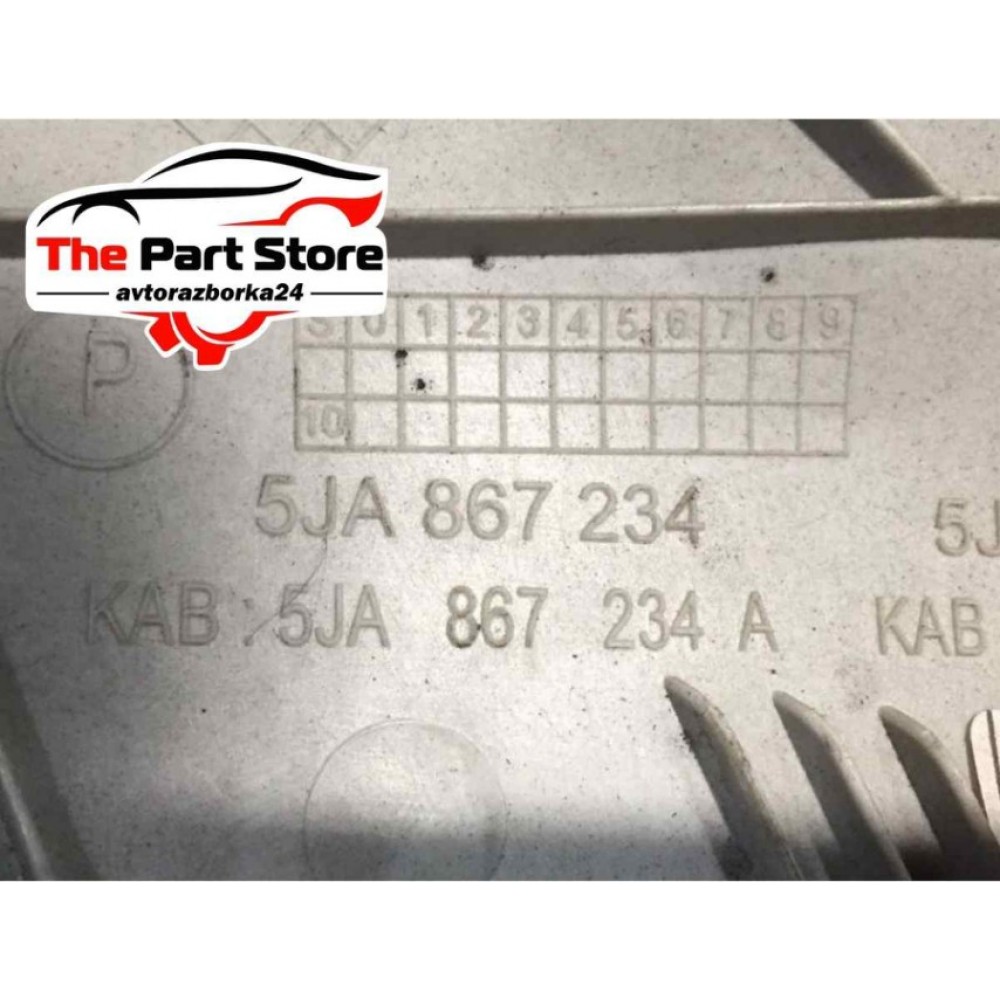 The Part Store
avtorazborka24
P
S 0 1 2 3 4 5 6 7 8 9
10
5JA 867 234
5J
KAB : 5JA 867 234 A
KAB